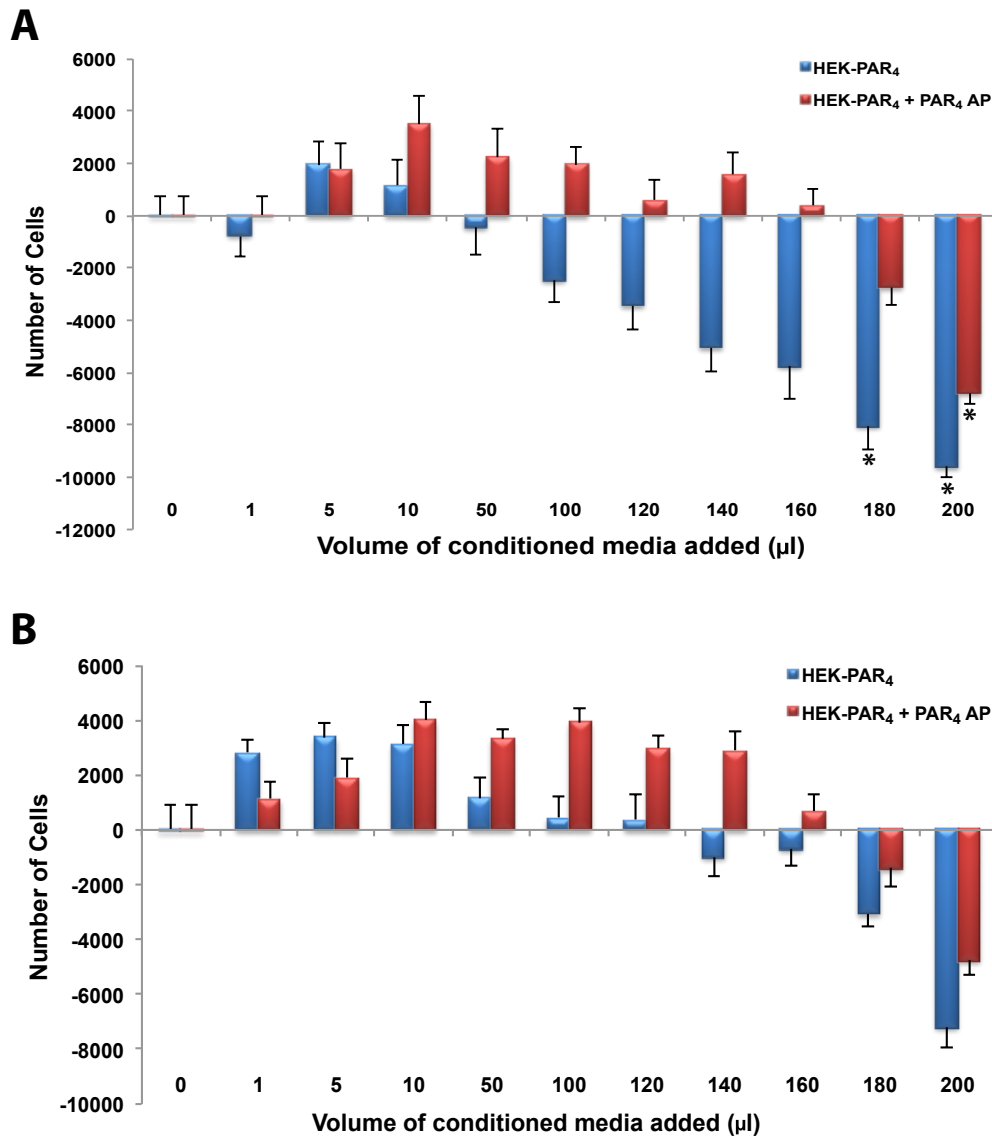 A
6000
4000
2000
0
-2000
-4000
-6000
-8000
-10000
-12000
Number of Cells
HEK-PAR₄
HEK-PAR₄ + PAR₄ AP
*
*
*
0 1 5 10 50 100 120 140 160 180 200
Volume of conditioned media added (µl)
B
6000
4000
2000
0
-2000
-4000
-6000
-8000
-10000
Number of Cells
HEK-PAR₄
HEK-PAR₄ + PAR₄ AP
0 1 5 10 50 100 120 140 160 180 200
Volume of conditioned media added (µl)